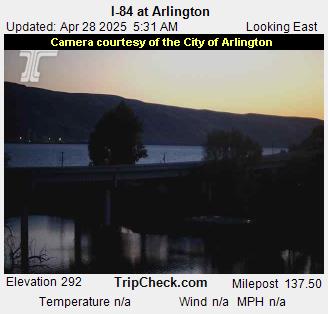 I-84 at Arlington
Updated: Apr 28 2025 5:31 AM Looking East
Camera courtesy of the City of Arlington
Elevation 292 TripCheck.com Milepost 137.50
Temperature n/a Wind n/a MPH n/a